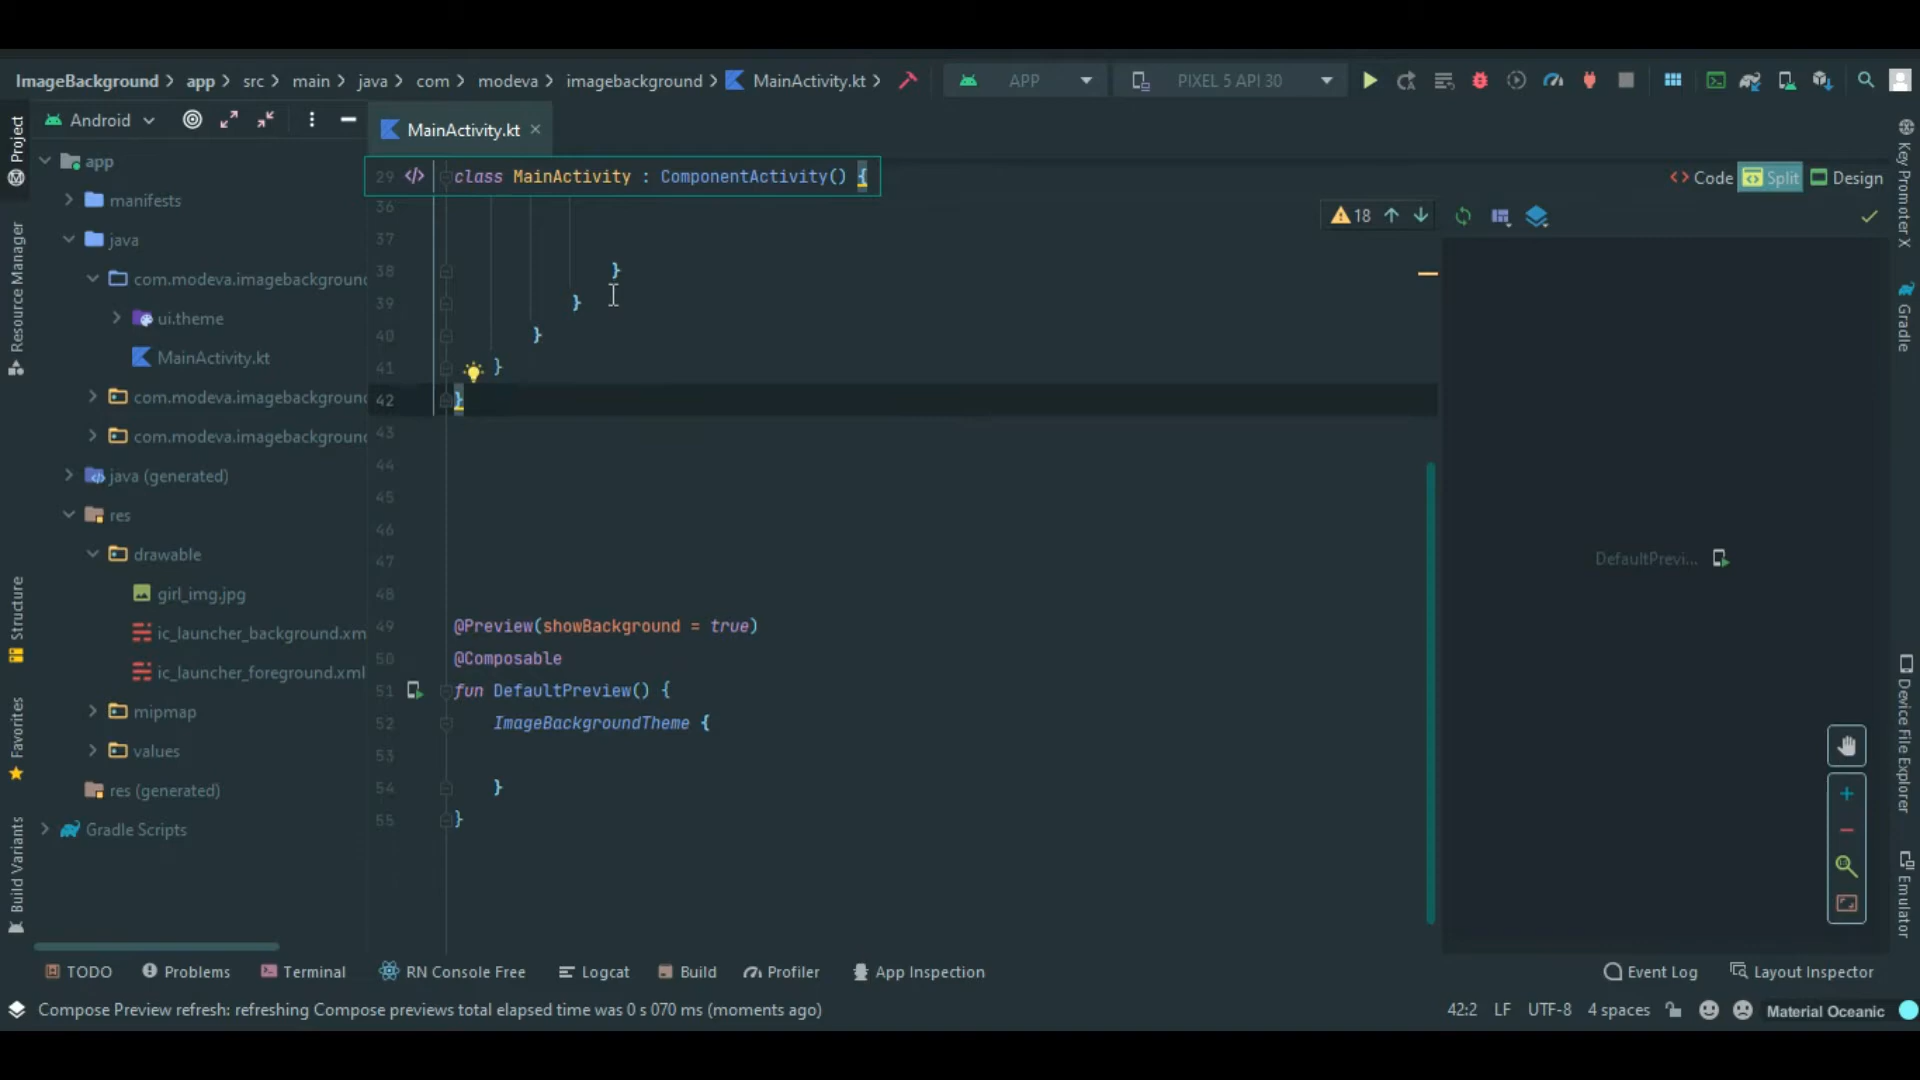 ImageBackground app src main java com modeva imagebackground MainActivity.kt APP PIXEL 5 API 30
Android
MainActivity.kt
Project
Resource Manager
Structure
Favorites
Build Variants
app
manifests
java
com.modeva.imagebackground
ui.theme
MainActivity.kt
com.modeva.imagebackground
com.modeva.imagebackground
java (generated)
res
drawable
girl_img.jpg
ic_launcher_background.xm
ic_launcher_foreground.xml
mipmap
values
res (generated)
Gradle Scripts
29 class MainActivity : ComponentActivity() {
36
37
38 }
39 }
40 }
41 }
42 }
43
44
45
46
47
48
49 @Preview(showBackground = true)
50 @Composable
51 fun DefaultPreview() {
52 ImageBackgroundTheme {
53
54 }
55 }
18
Code Split Design
DefaultPrevi...
Key Promoter X
Gradle
Device File Explorer
Emulator
TODO Problems Terminal RN Console Free Logcat Build Profiler App Inspection Event Log Layout Inspector
Compose Preview refresh: refreshing Compose previews total elapsed time was 0 s 070 ms (moments ago) 42:2 LF UTF-8 4 spaces Material Oceanic